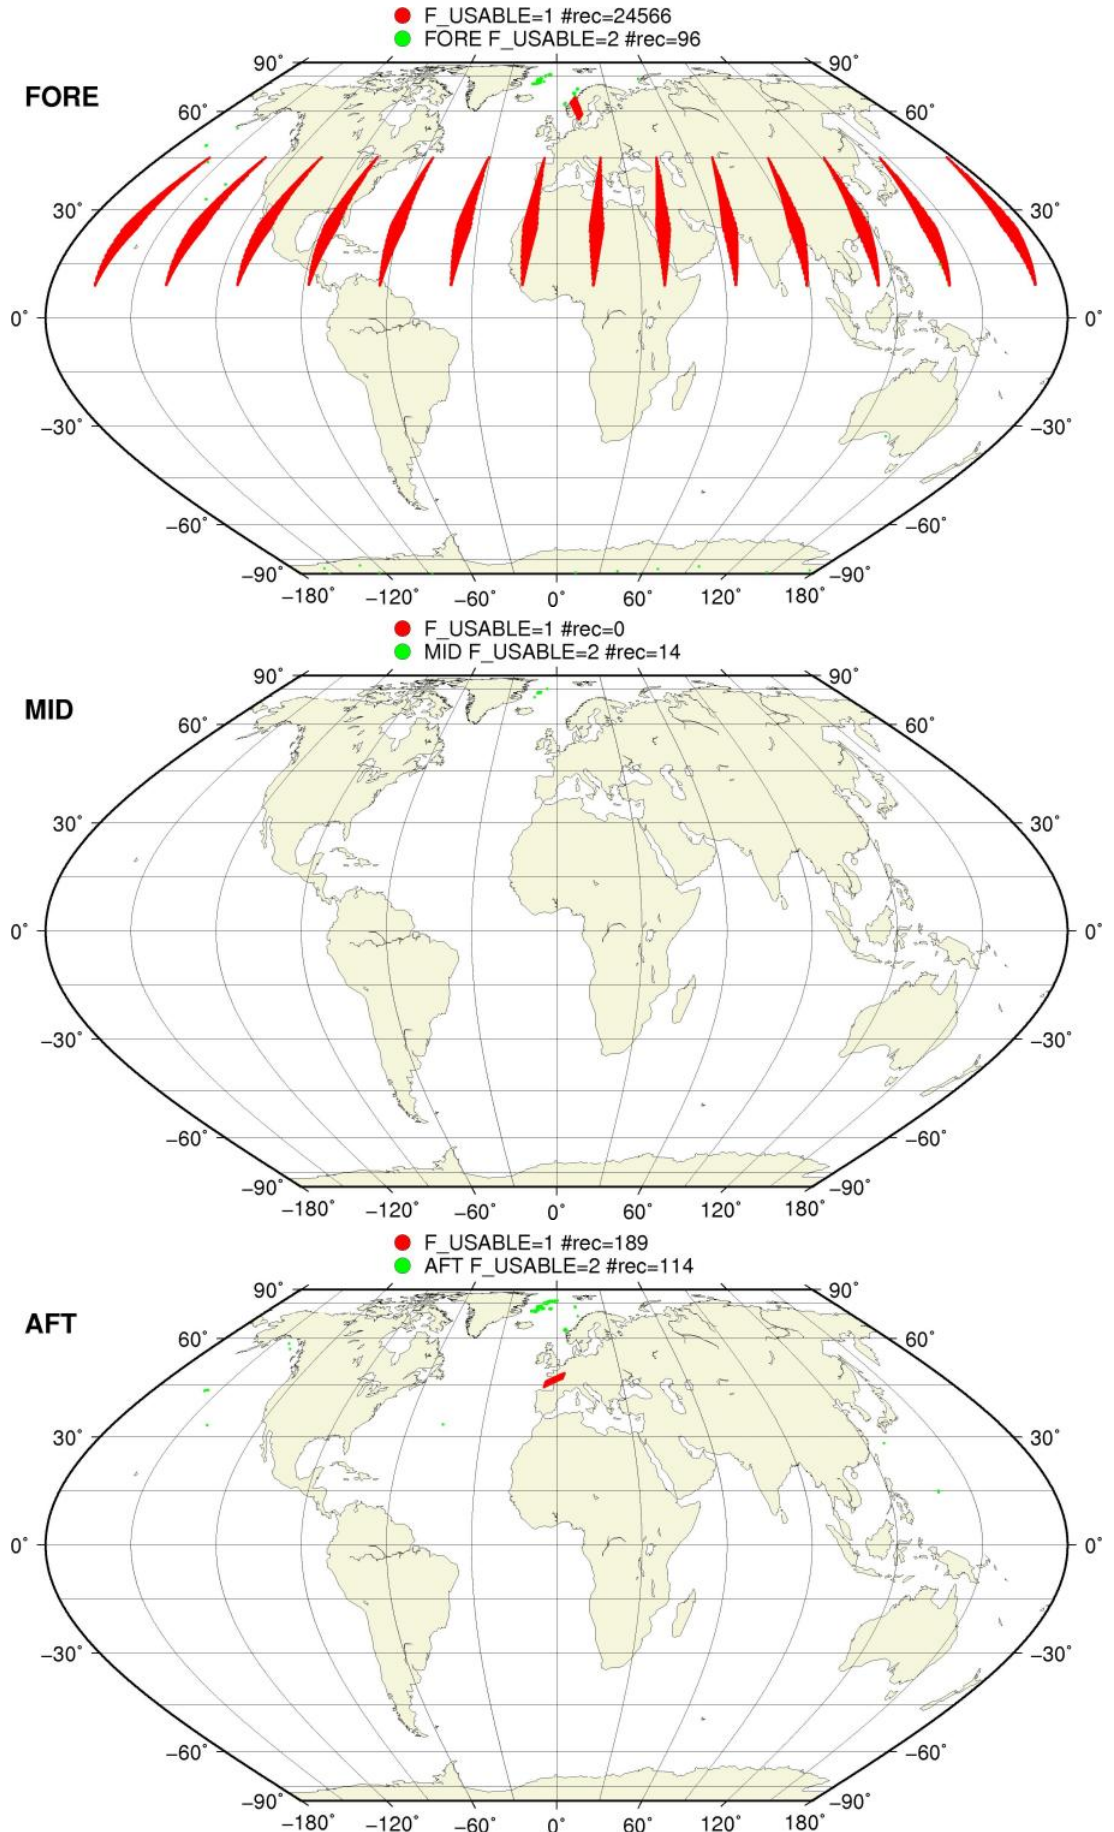 F_USABLE=1 #rec=24566
FORE F_USABLE=2 #rec=96
FORE
90° 90°
60° 60°
30° 30°
0° 0°
−30° −30°
−60° −60°
−90° −90°
−180° −120° −60° 0° 60° 120° 180°
F_USABLE=1 #rec=0
MID F_USABLE=2 #rec=14
MID
90° 90°
60° 60°
30° 30°
0° 0°
−30° −30°
−60° −60°
−90° −90°
−180° −120° −60° 0° 60° 120° 180°
F_USABLE=1 #rec=189
AFT F_USABLE=2 #rec=114
AFT
90° 90°
60° 60°
30° 30°
0° 0°
−30° −30°
−60° −60°
−90° −90°
−180° −120° −60° 0° 60° 120° 180°